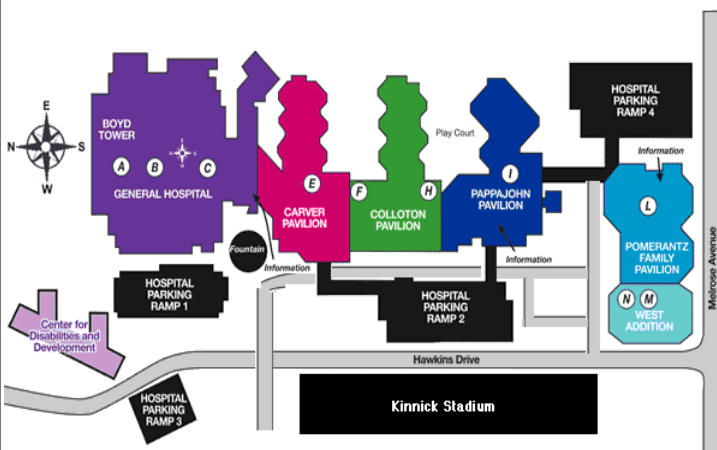 E
N
S
W
BOYD
TOWER
A
B
C
GENERAL HOSPITAL
E
CARVER
PAVILION
F
H
COLLOTON
PAVILION
Play Court
I
PAPPAJOHN
PAVILION
HOSPITAL
PARKING
RAMP 4
Information
L
POMERANTZ
FAMILY
PAVILION
N
M
WEST
ADDITION
Melrose Avenue
Fountain
Information
Information
HOSPITAL
PARKING
RAMP 1
HOSPITAL
PARKING
RAMP 2
Center for
Disabilities and
Development
Hawkins Drive
HOSPITAL
PARKING
RAMP 3
Kinnick Stadium